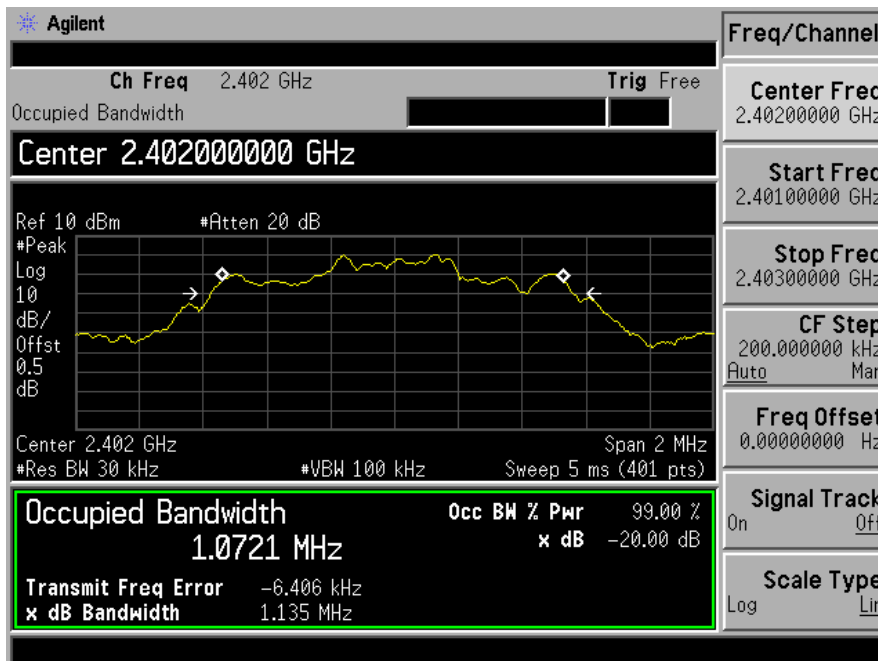 Agilent
Freq/Channel
Ch Freq 2.402 GHz Trig Free
Occupied Bandwidth
Center 2.402000000 GHz
Ref 10 dBm #Atten 20 dB
#Peak
Log
10
dB/
Offst
0.5
dB
Center 2.402 GHz Span 2 MHz
#Res BW 30 kHz #VBW 100 kHz Sweep 5 ms (401 pts)
Occupied Bandwidth
1.0721 MHz
Occ BW % Pwr 99.00 %
x dB -20.00 dB
Transmit Freq Error -6.406 kHz
x dB Bandwidth 1.135 MHz
Center Freq
2.40200000 GHz
Start Freq
2.40100000 GHz
Stop Freq
2.40300000 GHz
CF Step
200.000000 kHz
Auto Man
Freq Offset
0.00000000 Hz
Signal Track
On Off
Scale Type
Log Lin